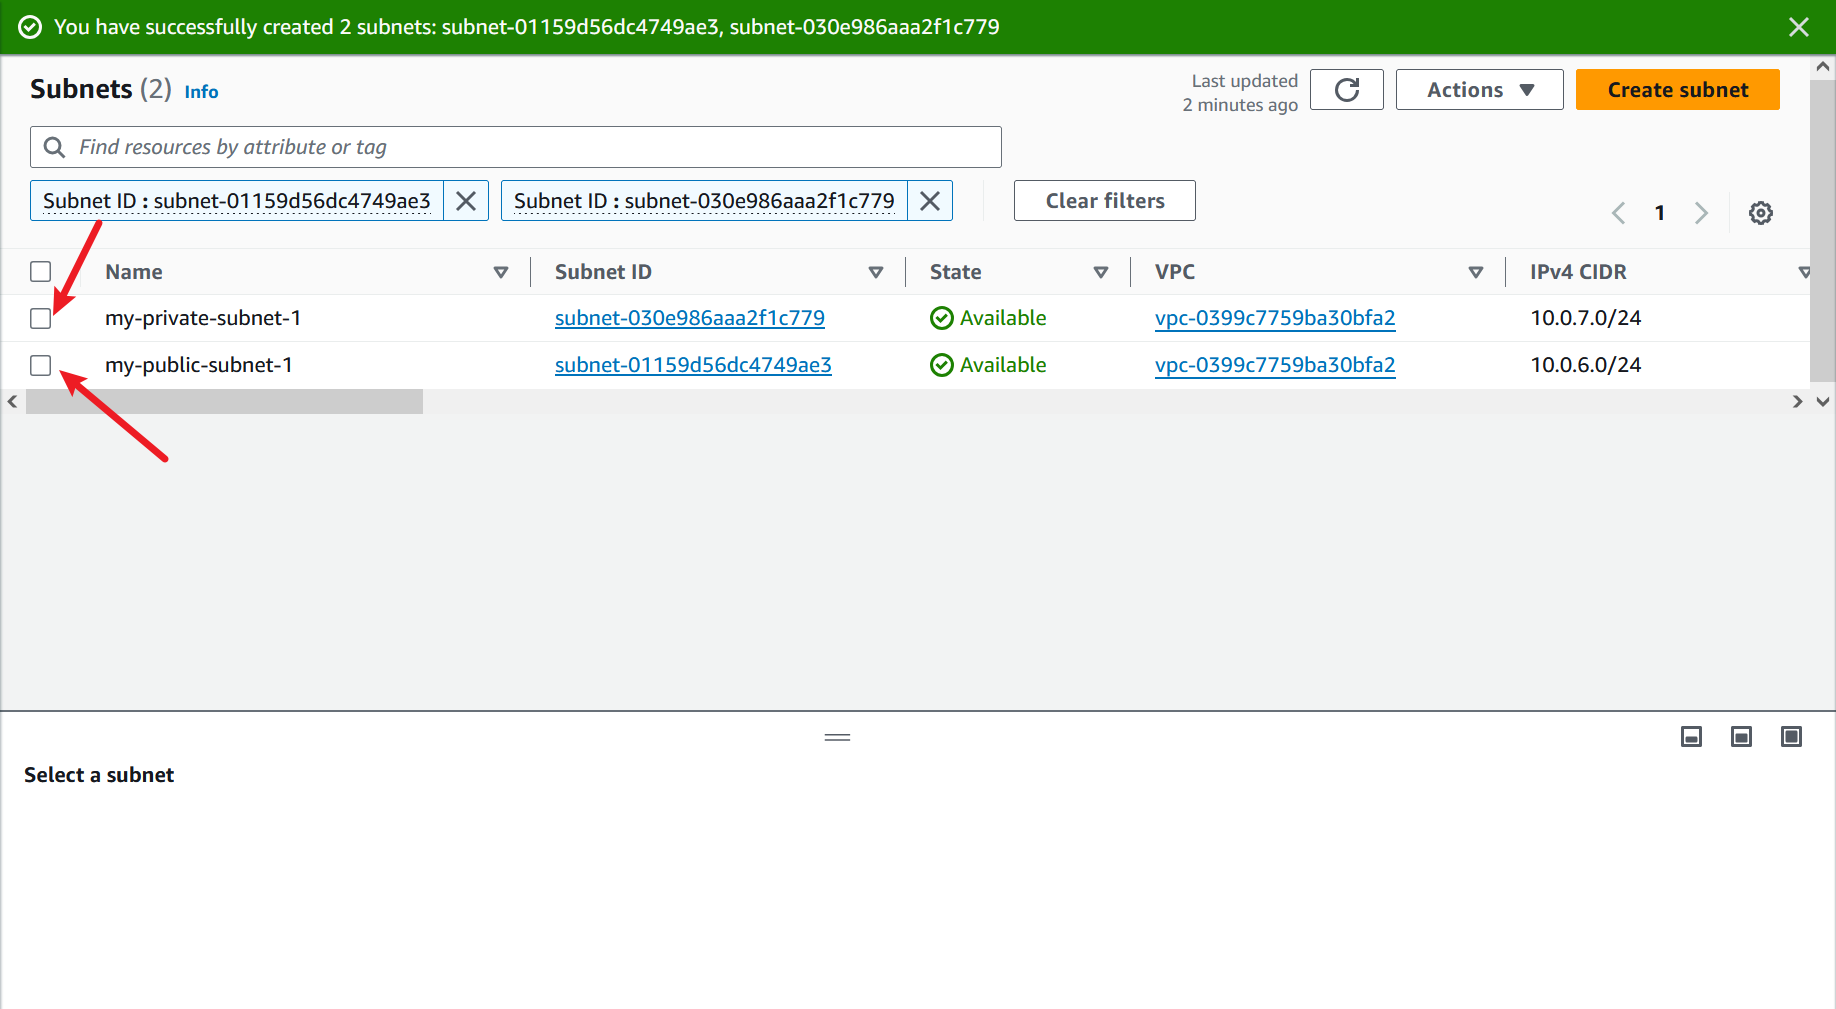 You have successfully created 2 subnets: subnet-01159d56dc4749ae3, subnet-030e986aaa2f1c779
Subnets (2) Info
Last updated
2 minutes ago
Actions
Create subnet
Find resources by attribute or tag
Subnet ID : subnet-01159d56dc4749ae3
Subnet ID : subnet-030e986aaa2f1c779
Clear filters
1
Name Subnet ID State VPC IPv4 CIDR
my-private-subnet-1 subnet-030e986aaa2f1c779 Available vpc-0399c7759ba30bfa2 10.0.7.0/24
my-public-subnet-1 subnet-01159d56dc4749ae3 Available vpc-0399c7759ba30bfa2 10.0.6.0/24
Select a subnet